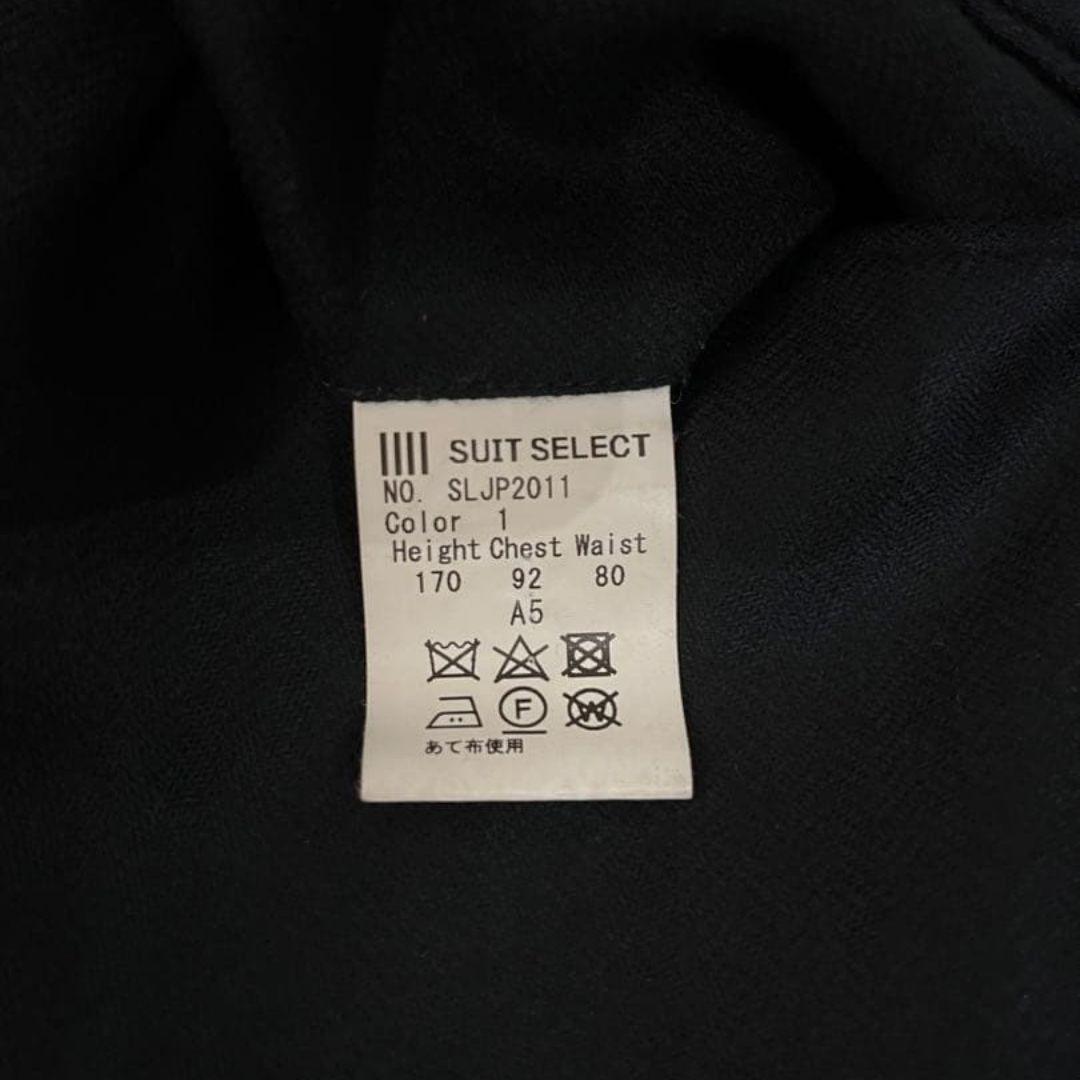 SUIT SELECT
NO. SLJP2011
Color 1
Height Chest Waist
170 92 80
A5
F W
あて布使用